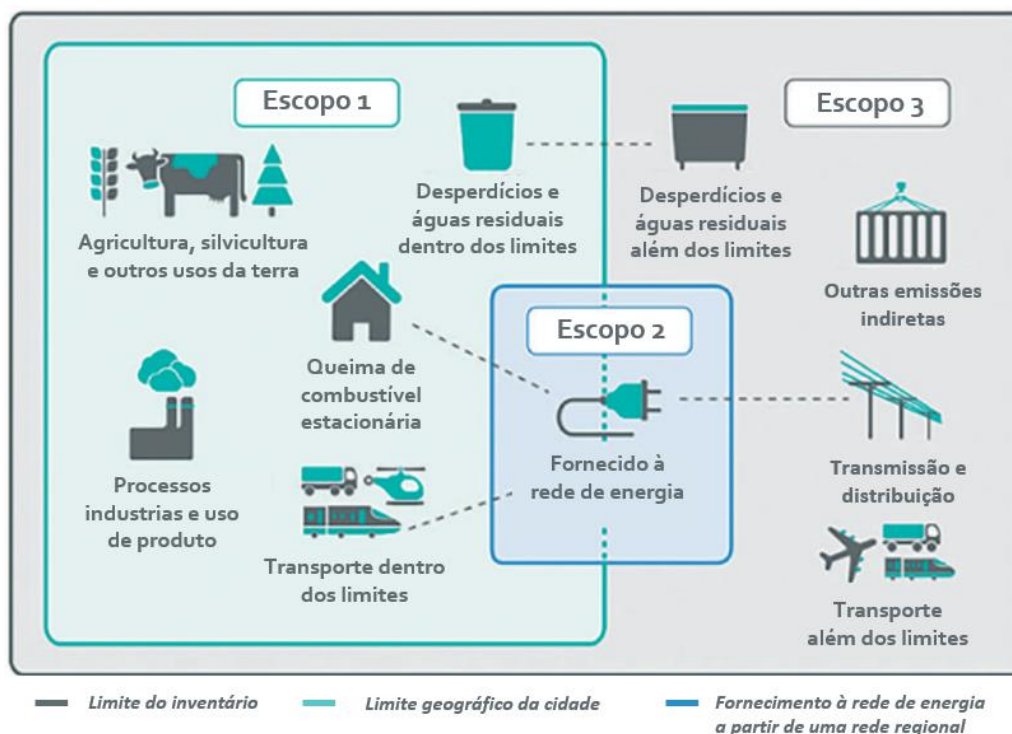 Escopo 1
Escopo 3
Agricultura, silvicultura
e outros usos da terra
Desperdícios e
águas residuais
dentro dos limites
Desperdícios e
águas residuais
além dos limites
Outras emissões
indiretas
Escopo 2
Queima de
combustível
estacionária
Fornecido à
rede de energia
Processos
industrias e uso
de produto
Transporte dentro
dos limites
Transmissão e
distribuição
Transporte
além dos limites
Limite do inventário
Limite geográfico da cidade
Fornecimento à rede de energia
a partir de uma rede regional